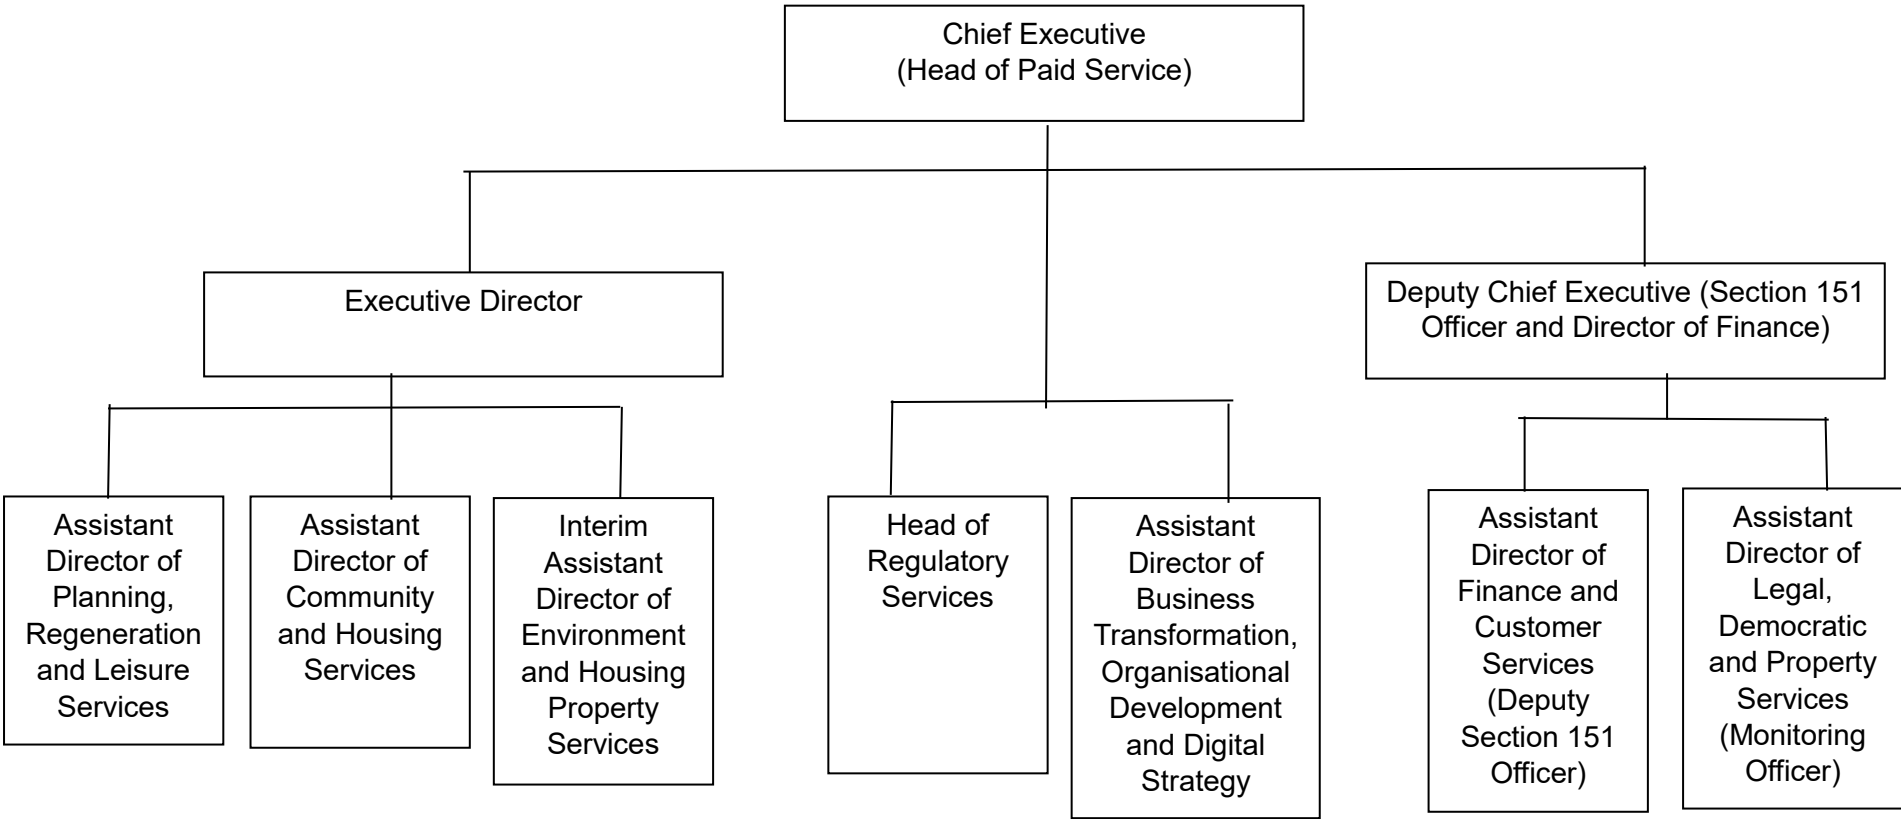 Chief Executive
(Head of Paid Service)
Executive Director
Deputy Chief Executive (Section 151
Officer and Director of Finance)
Assistant
Director of
Planning,
Regeneration
and Leisure
Services
Assistant
Director of
Community
and Housing
Services
Interim
Assistant
Director of
Environment
and Housing
Property
Services
Head of
Regulatory
Services
Assistant
Director of
Business
Transformation,
Organisational
Development
and Digital
Strategy
Assistant
Director of
Finance and
Customer
Services
(Deputy
Section 151
Officer)
Assistant
Director of
Legal,
Democratic
and Property
Services
(Monitoring
Officer)